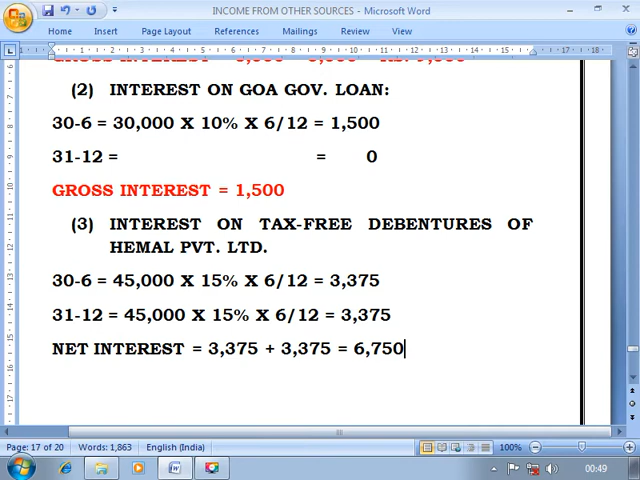 INCOME FROM OTHER SOURCES - Microsoft Word
Home Insert Page Layout References Mailings Review View
(2) INTEREST ON GOA GOV. LOAN:
30-6 = 30,000 X 10% X 6/12 = 1,500
31-12 = = 0
GROSS INTEREST = 1,500
(3) INTEREST ON TAX-FREE DEBENTURES OF
HEMAL PVT. LTD.
30-6 = 45,000 X 15% X 6/12 = 3,375
31-12 = 45,000 X 15% X 6/12 = 3,375
NET INTEREST = 3,375 + 3,375 = 6,750
Page: 17 of 20 Words: 1,863 English (India) 100%
00:49